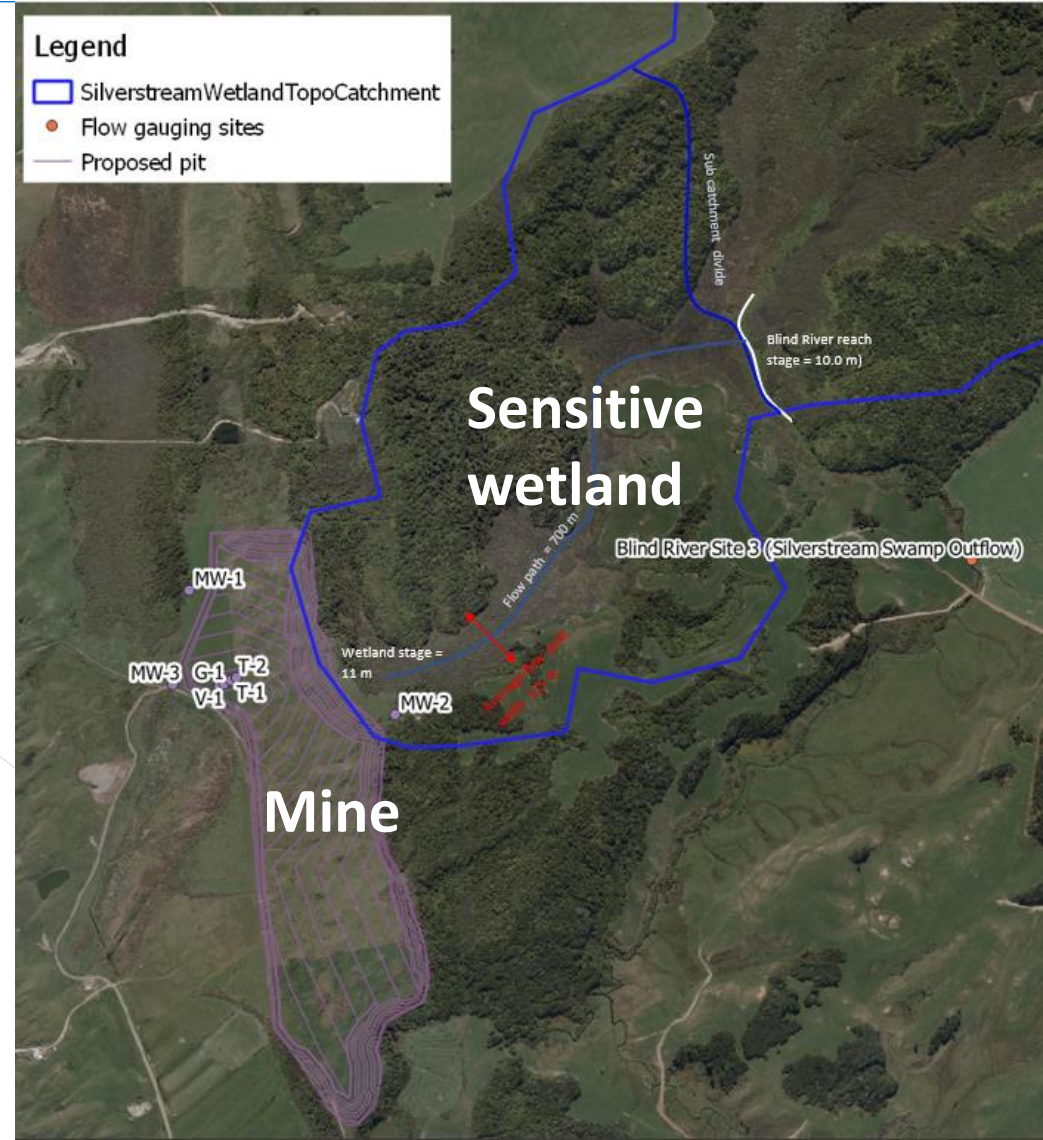 Legend
SilverstreamWetlandTopoCatchment
Flow gauging sites
Proposed pit
Sub catchment divide
Blind River reach
stage = 10.0 m)
Sensitive
wetland
Flow path = 700 m
Blind River Site 3 (Silverstream Swamp Outflow)
MW-1
Wetland stage =
11 m
MW-3
G-1
T-2
V-1
T-1
MW-2
Mine